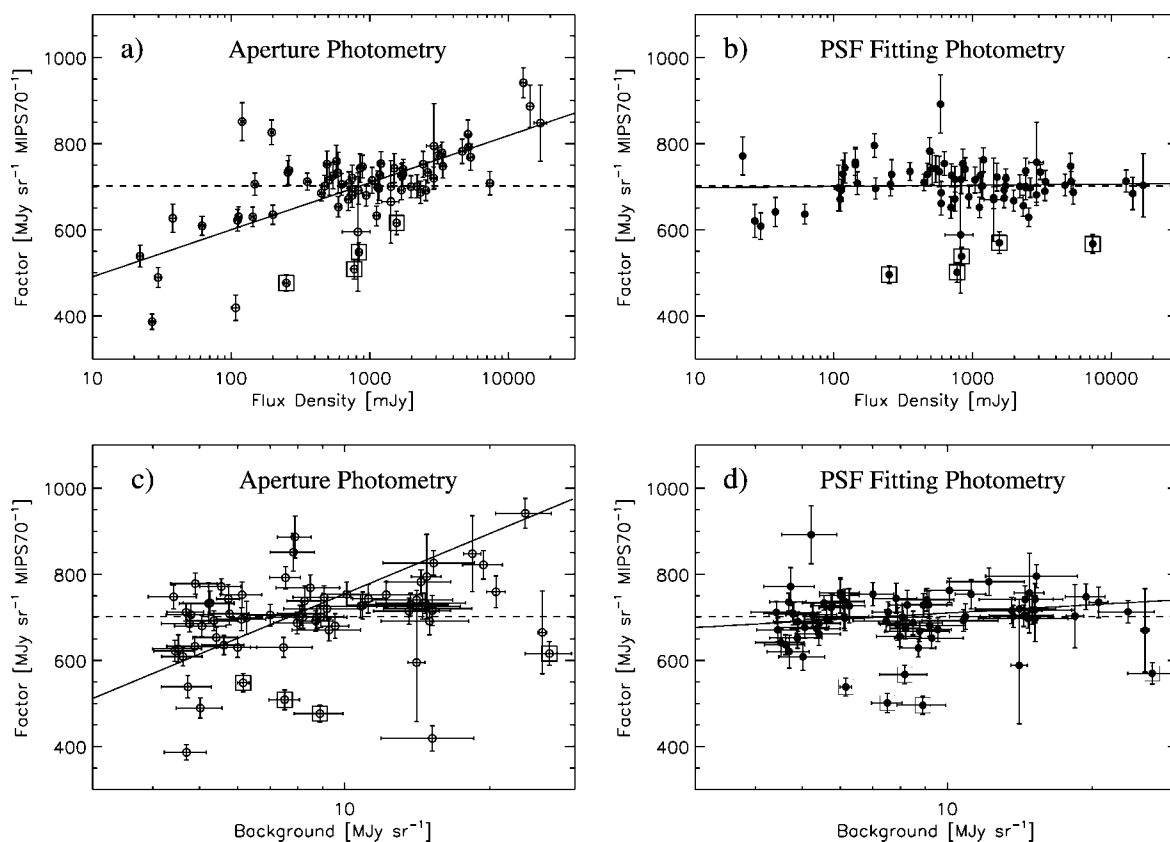 a) Aperture Photometry
1000
800
600
400
Factor [MJy sr⁻¹ MIPS70⁻¹]
10 100 1000 10000
Flux Density [mJy]
b) PSF Fitting Photometry
1000
800
600
400
Factor [MJy sr⁻¹ MIPS70⁻¹]
10 100 1000 10000
Flux Density [mJy]
c) Aperture Photometry
1000
800
600
400
Factor [MJy sr⁻¹ MIPS70⁻¹]
10
Background [MJy sr⁻¹]
d) PSF Fitting Photometry
1000
800
600
400
Factor [MJy sr⁻¹ MIPS70⁻¹]
10
Background [MJy sr⁻¹]